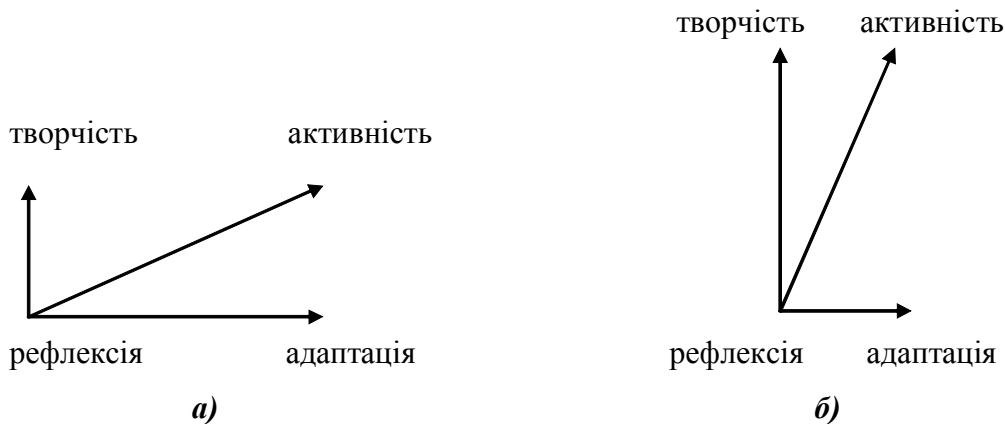 творчість активність
творчість активність
рефлексія адаптація
рефлексія адаптація
а)
б)